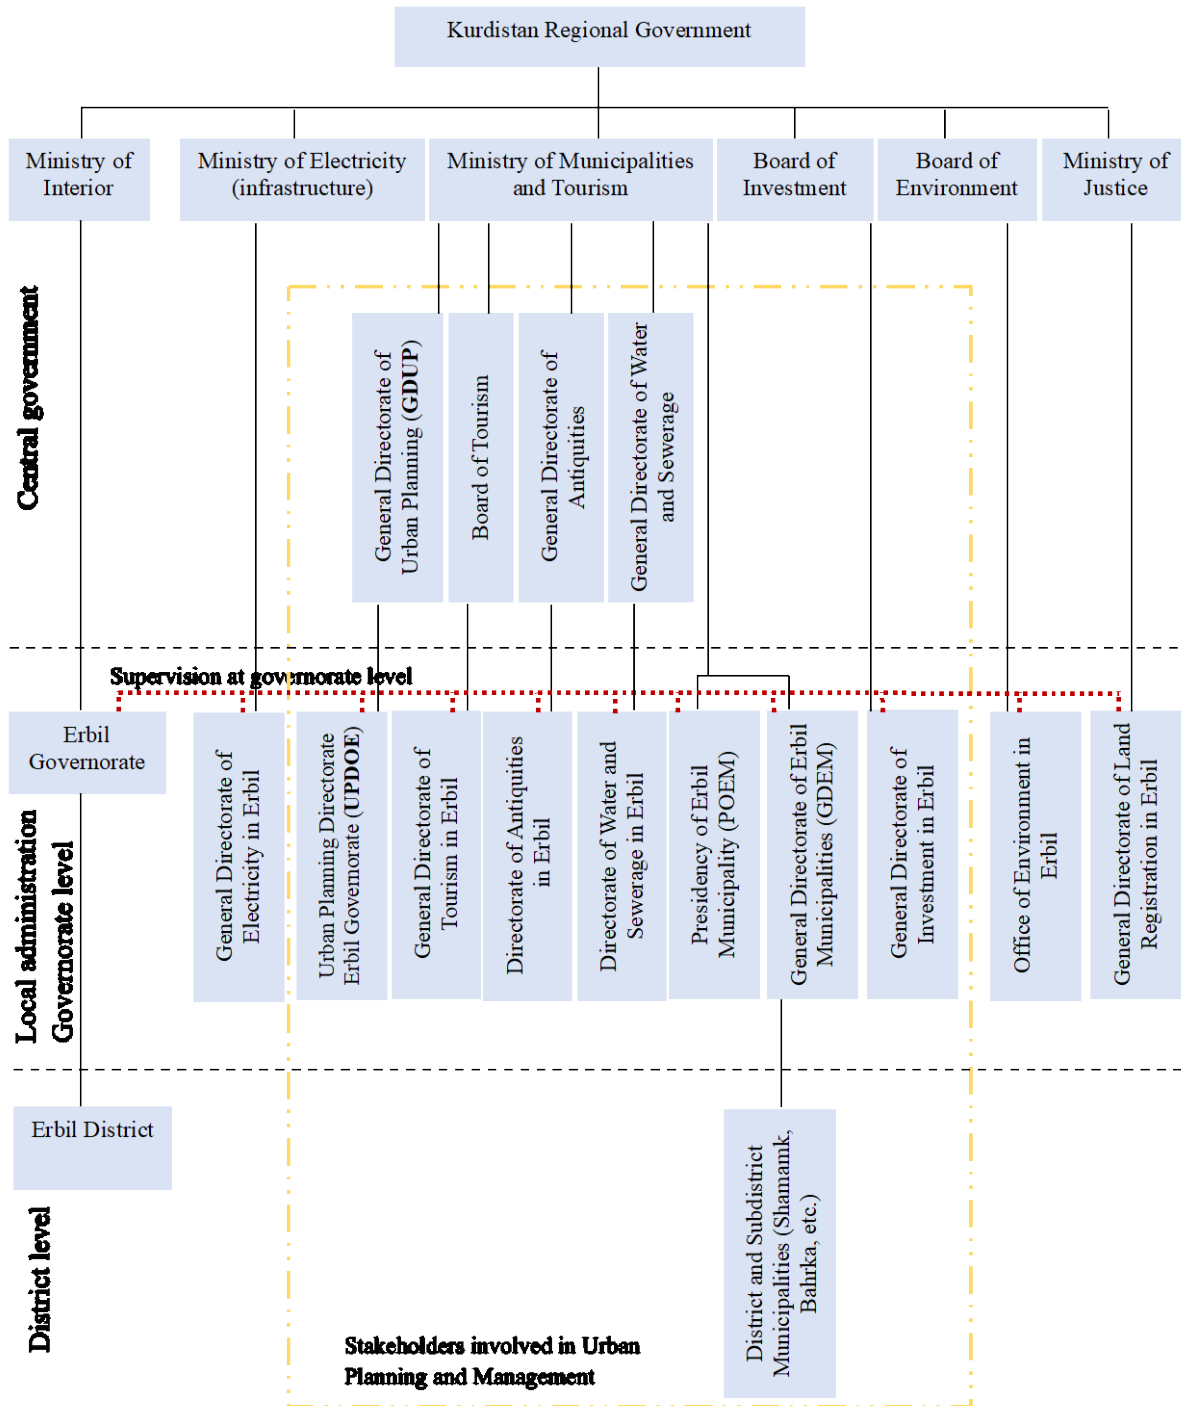 Kurdistan Regional Government
Ministry of
Interior
Ministry of Electricity
(infrastructure)
Ministry of Municipalities
and Tourism
Board of
Investment
Board of
Environment
Ministry of
Justice
Central government
General Directorate of
Urban Planning (GDUP)
Board of Tourism
General Directorate of
Antiquities
General Directorate of Water
and Sewerage
Supervision at governorate level
Local administration
Governorate level
Erbil
Governorate
General Directorate of
Electricity in Erbil
Urban Planning Directorate
Erbil Governorate (UPDOE)
General Directorate of
Tourism in Erbil
Directorate of Antiquities
in Erbil
Directorate of Water and
Sewerage in Erbil
Presidency of Erbil
Municipality (POEM)
General Directorate of Erbil
Municipalities (GDEM)
General Directorate of
Investment in Erbil
Office of Environment in
Erbil
General Directorate of Land
Registration in Erbil
District level
Erbil District
District and Subdistrict
Municipalities (Shamamk,
Bahrka, etc.)
Stakeholders involved in Urban
Planning and Management